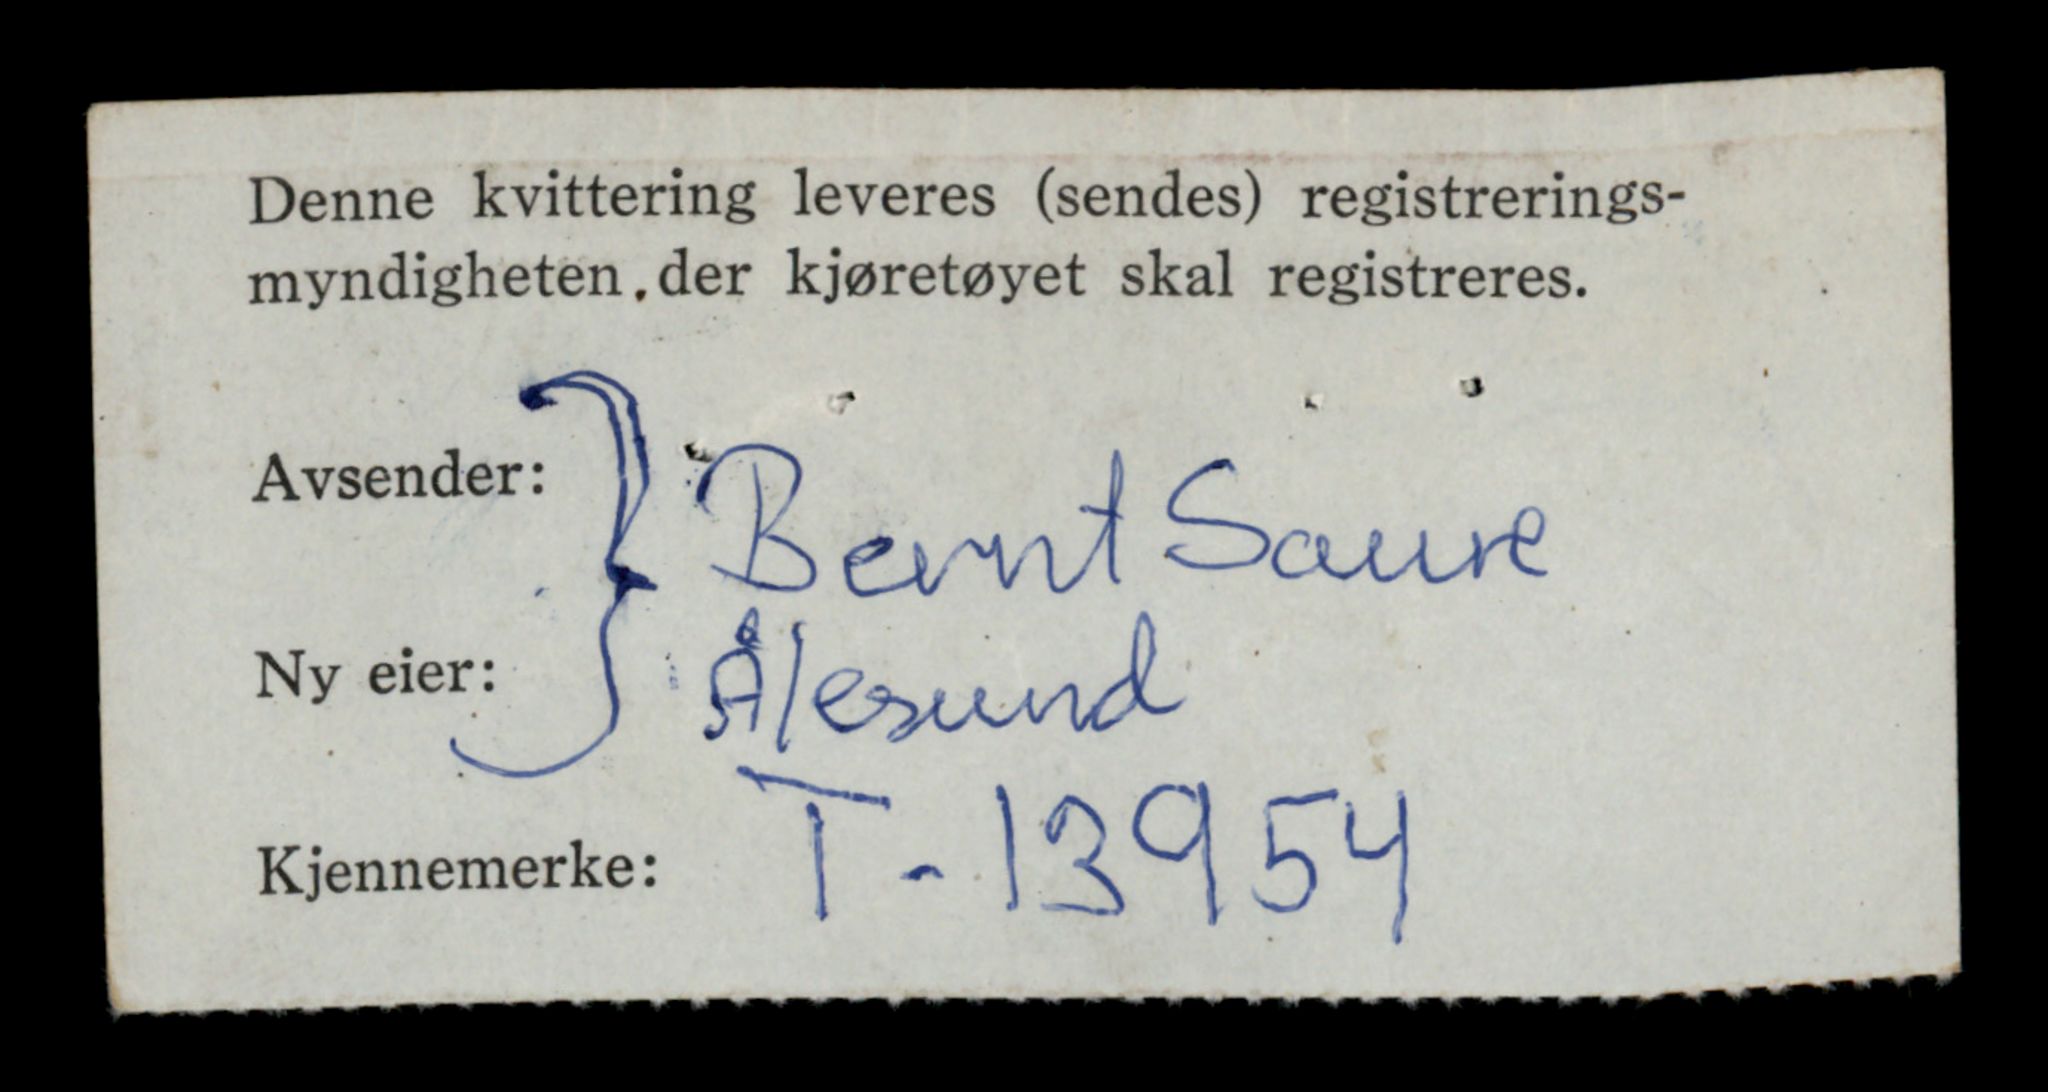 Denne kvittering leveres (sendes) registrerings-
myndigheten der kjøretøyet skal registreres.
Avsender:
Bernt Saure
Ny eier:
Ålesund
Kjennemerke: T-13954